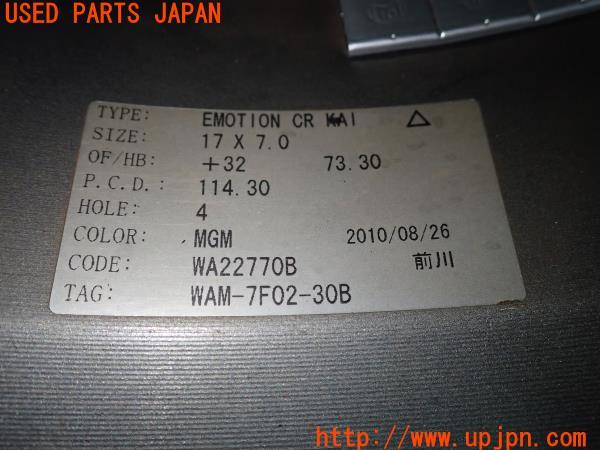 USED PARTS JAPAN
TYPE: EMOTION CR KAI △
SIZE: 17 X 7.0
OF/HB: +32 73.30
P.C.D.: 114.30
HOLE: 4
COLOR: MGM 2010/08/26
CODE: WA22770B 前川
TAG: WAM-7F02-30B
http://www.upjpn.com/